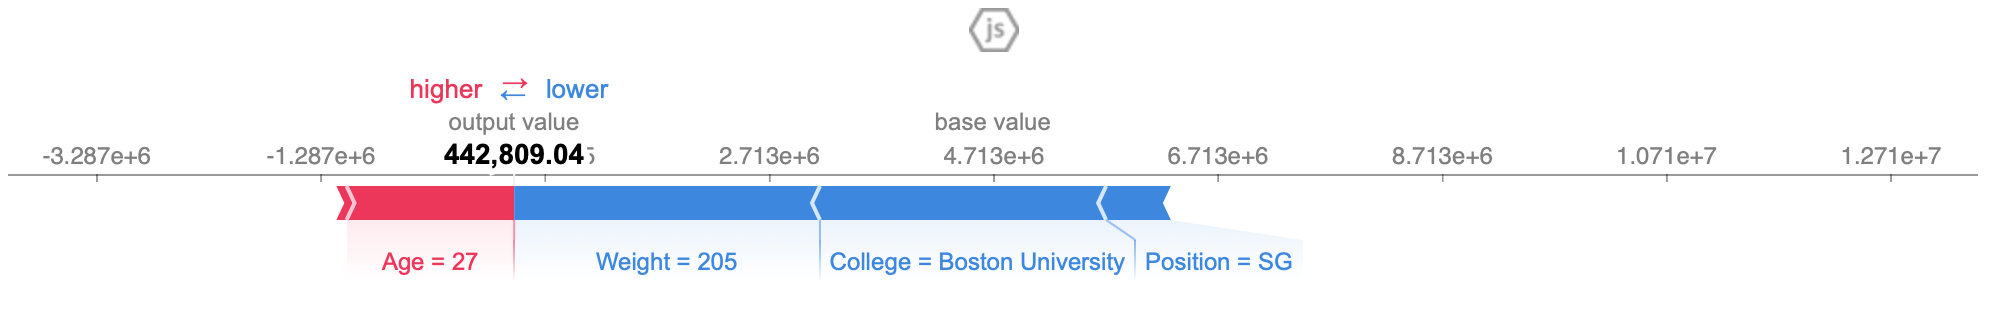 js
higher lower
output value base value
-3.287e+6 -1.287e+6 442,809.04 2.713e+6 4.713e+6 6.713e+6 8.713e+6 1.071e+7 1.271e+7
Age = 27 Weight = 205 College = Boston University Position = SG